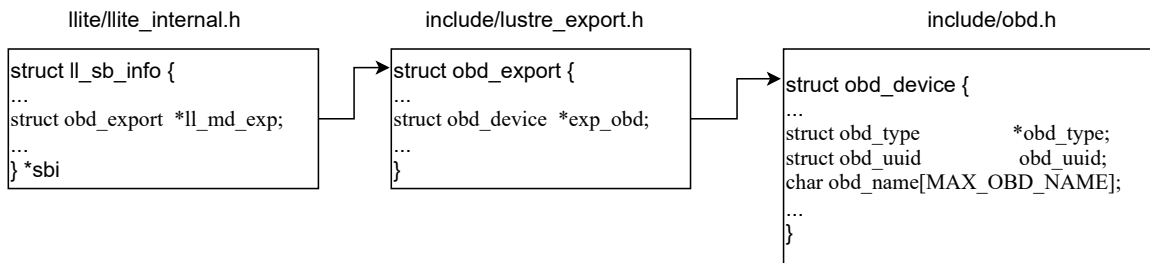 llite/llite_internal.h
struct ll_sb_info {
...
struct obd_export *ll_md_exp;
...
} *sbi
include/lustre_export.h
struct obd_export {
...
struct obd_device *exp_obd;
...
}
include/obd.h
struct obd_device {
...
struct obd_type *obd_type;
struct obd_uuid obd_uuid;
char obd_name[MAX_OBD_NAME];
...
}